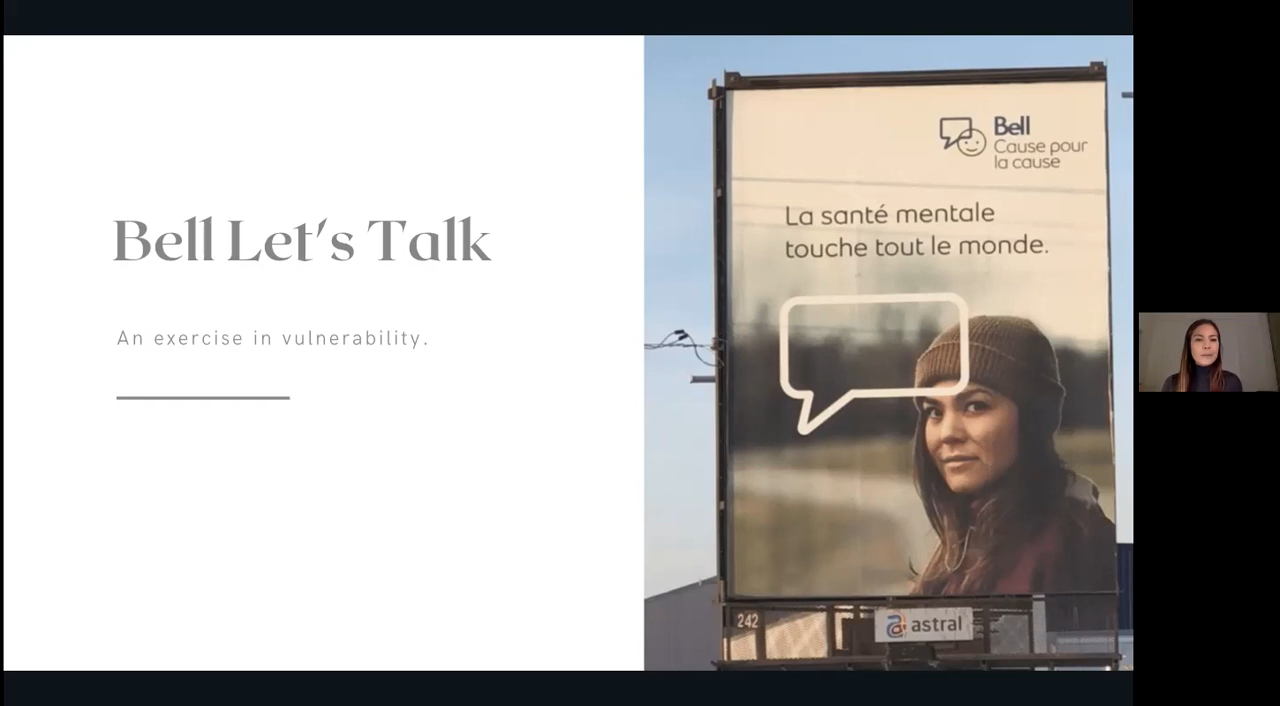 Bell Let's Talk
An exercise in vulnerability.
Bell
Cause pour
la cause
La santé mentale
touche tout le monde.
242
astral